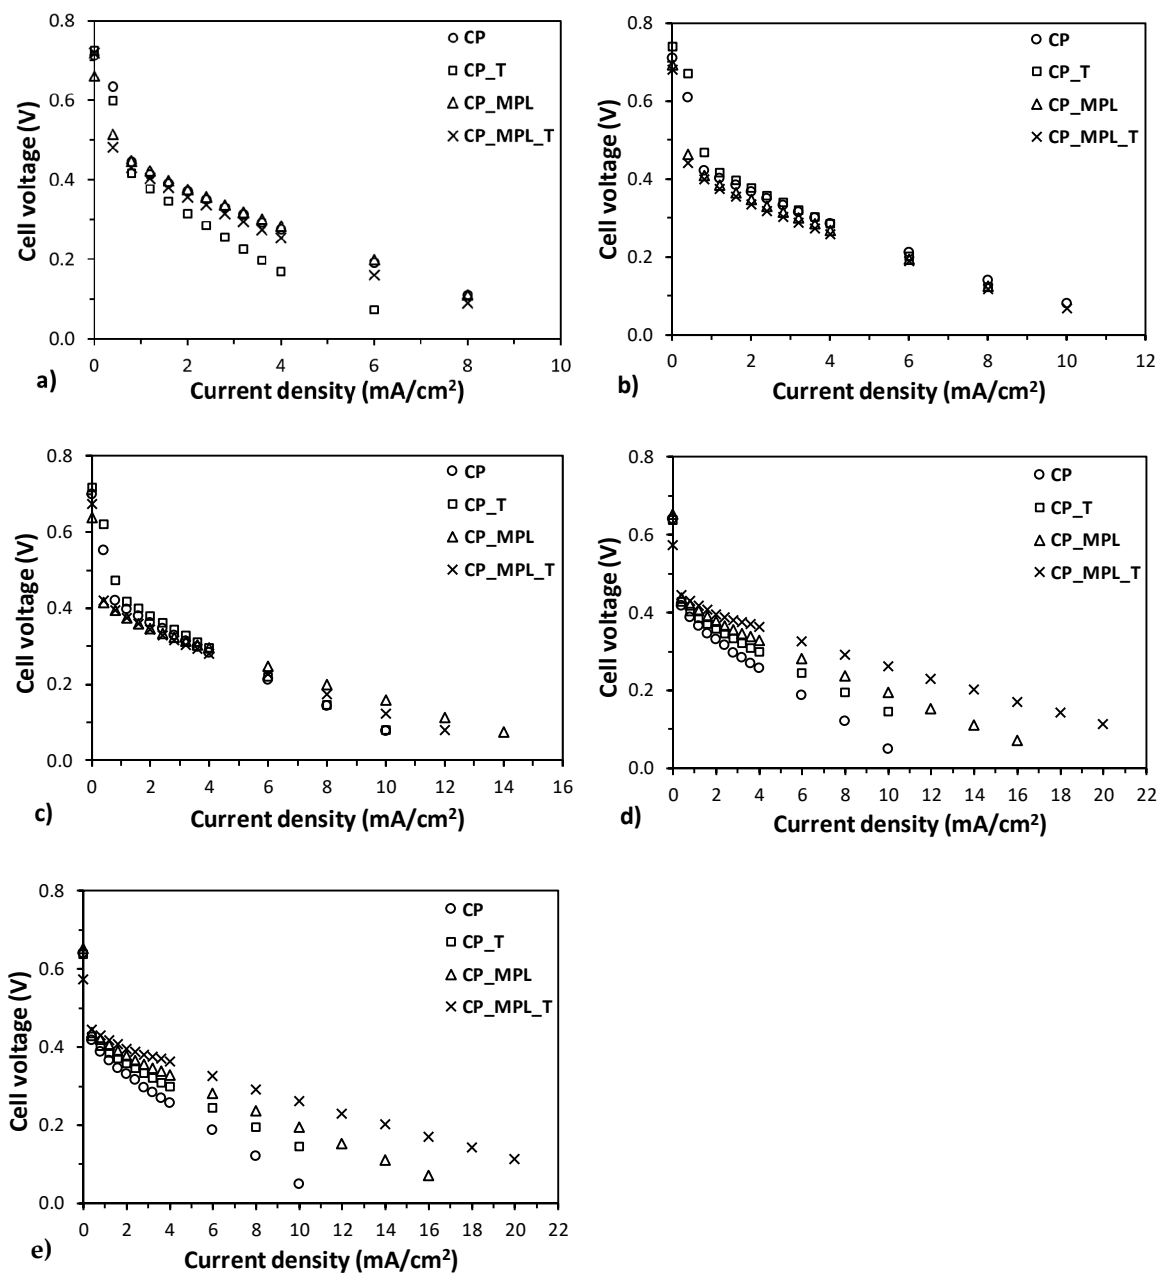 0.8
0.6
0.4
0.2
0.0
Cell voltage (V)
CP
CP_T
CP_MPL
CP_MPL_T
0 2 4 6 8 10
Current density (mA/cm²)
a)
0.8
0.6
0.4
0.2
0.0
Cell voltage (V)
CP
CP_T
CP_MPL
CP_MPL_T
0 2 4 6 8 10 12
Current density (mA/cm²)
b)
0.8
0.6
0.4
0.2
0.0
Cell voltage (V)
CP
CP_T
CP_MPL
CP_MPL_T
0 2 4 6 8 10 12 14 16
Current density (mA/cm²)
c)
0.8
0.6
0.4
0.2
0.0
Cell voltage (V)
CP
CP_T
CP_MPL
CP_MPL_T
0 2 4 6 8 10 12 14 16 18 20 22
Current density (mA/cm²)
d)
0.8
0.6
0.4
0.2
0.0
Cell voltage (V)
CP
CP_T
CP_MPL
CP_MPL_T
0 2 4 6 8 10 12 14 16 18 20 22
Current density (mA/cm²)
e)